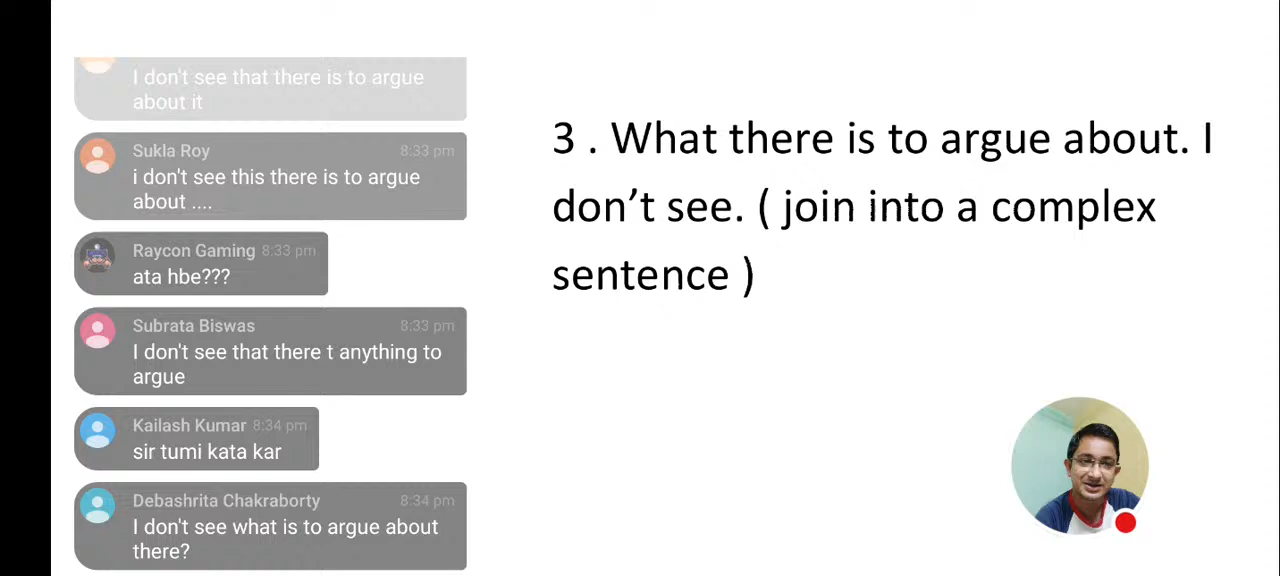 I don't see that there is to argue
about it
Sukla Roy 8:33 pm
i don't see this there is to argue
about ....
Raycon Gaming 8:33 pm
ata hbe???
Subrata Biswas 8:33 pm
I don't see that there t anything to
argue
Kailash Kumar 8:34 pm
sir tumi kata kar
Debashrita Chakraborty 8:34 pm
I don't see what is to argue about
there?
3 . What there is to argue about. I
don't see. ( join into a complex
sentence )